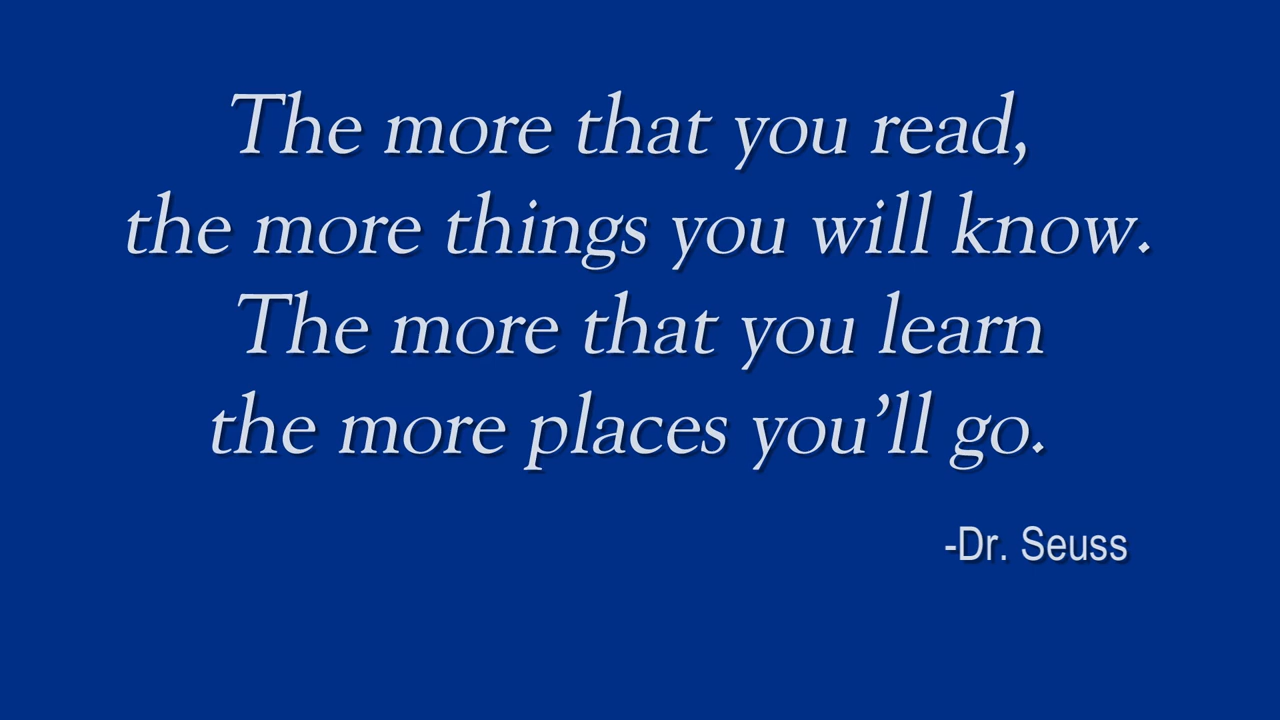 The more that you read,
the more things you will know.
The more that you learn
the more places you’ll go.
-Dr. Seuss